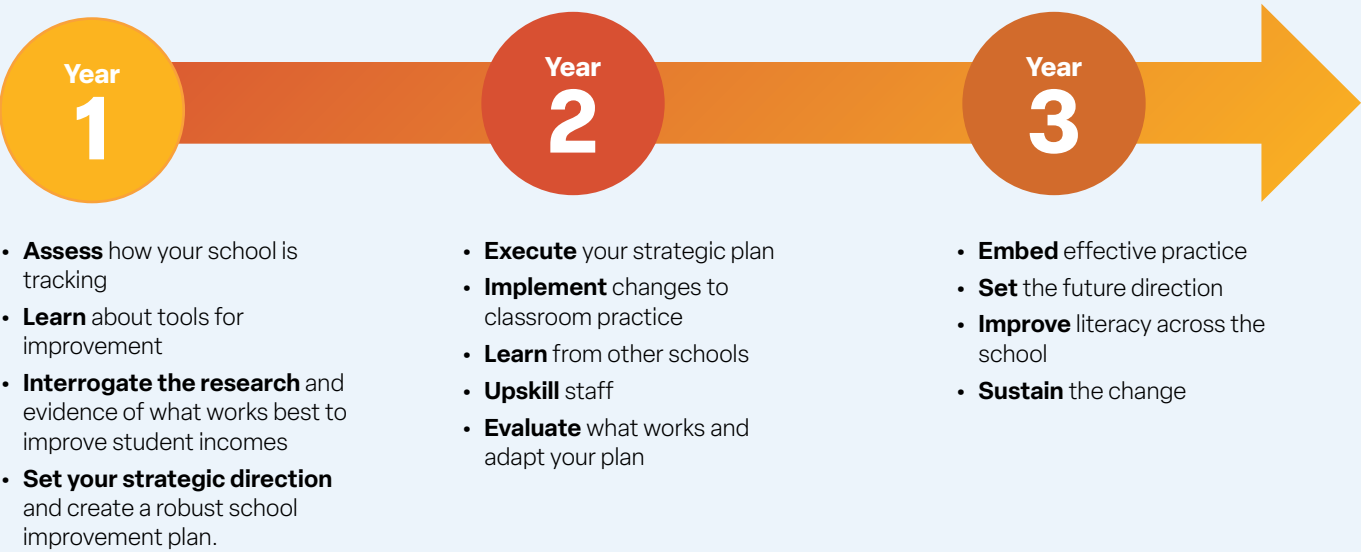 Year
1
• Assess how your school is
tracking
• Learn about tools for
improvement
• Interrogate the research and
evidence of what works best to
improve student incomes
• Set your strategic direction
and create a robust school
improvement plan.
Year
2
• Execute your strategic plan
• Implement changes to
classroom practice
• Learn from other schools
• Upskill staff
• Evaluate what works and
adapt your plan
Year
3
• Embed effective practice
• Set the future direction
• Improve literacy across the
school
• Sustain the change